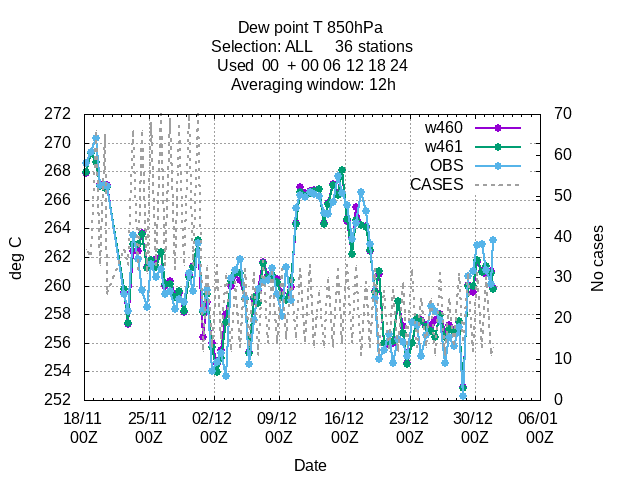 Dew point T 850hPa
Selection: ALL     36 stations
Used  00  + 00 06 12 18 24
Averaging window: 12h
272
270
268
266
264
262
260
258
256
254
252
deg C
70
60
50
40
30
20
10
0
No cases
w460
w461
OBS
CASES
18/11 25/11 02/12 09/12 16/12 23/12 30/12 06/01
00Z 00Z 00Z 00Z 00Z 00Z 00Z 00Z
Date